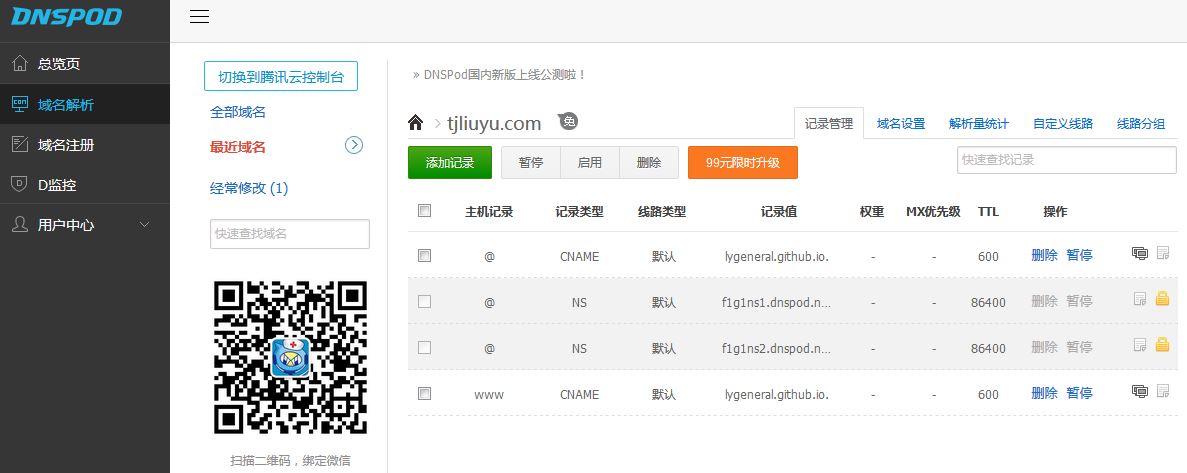 DNSPOD
总览页
域名解析
域名注册
D监控
用户中心
切换到腾讯云控制台
全部域名
最近域名
经常修改 (1)
快速查找域名
扫描二维码，绑定微信
» DNSPod国内新版上线公测啦！
tjliuyu.com 免
记录管理 域名设置 解析量统计 自定义线路 线路分组
添加记录 暂停 启用 删除 99元限时升级 快速查找记录
主机记录 记录类型 线路类型 记录值 权重 MX优先级 TTL 操作
@ CNAME 默认 lygeneral.github.io. - - 600 删除 暂停
@ NS 默认 f1g1ns1.dnspod.n... - - 86400 删除 暂停
@ NS 默认 f1g1ns2.dnspod.n... - - 86400 删除 暂停
www CNAME 默认 lygeneral.github.io. - - 600 删除 暂停